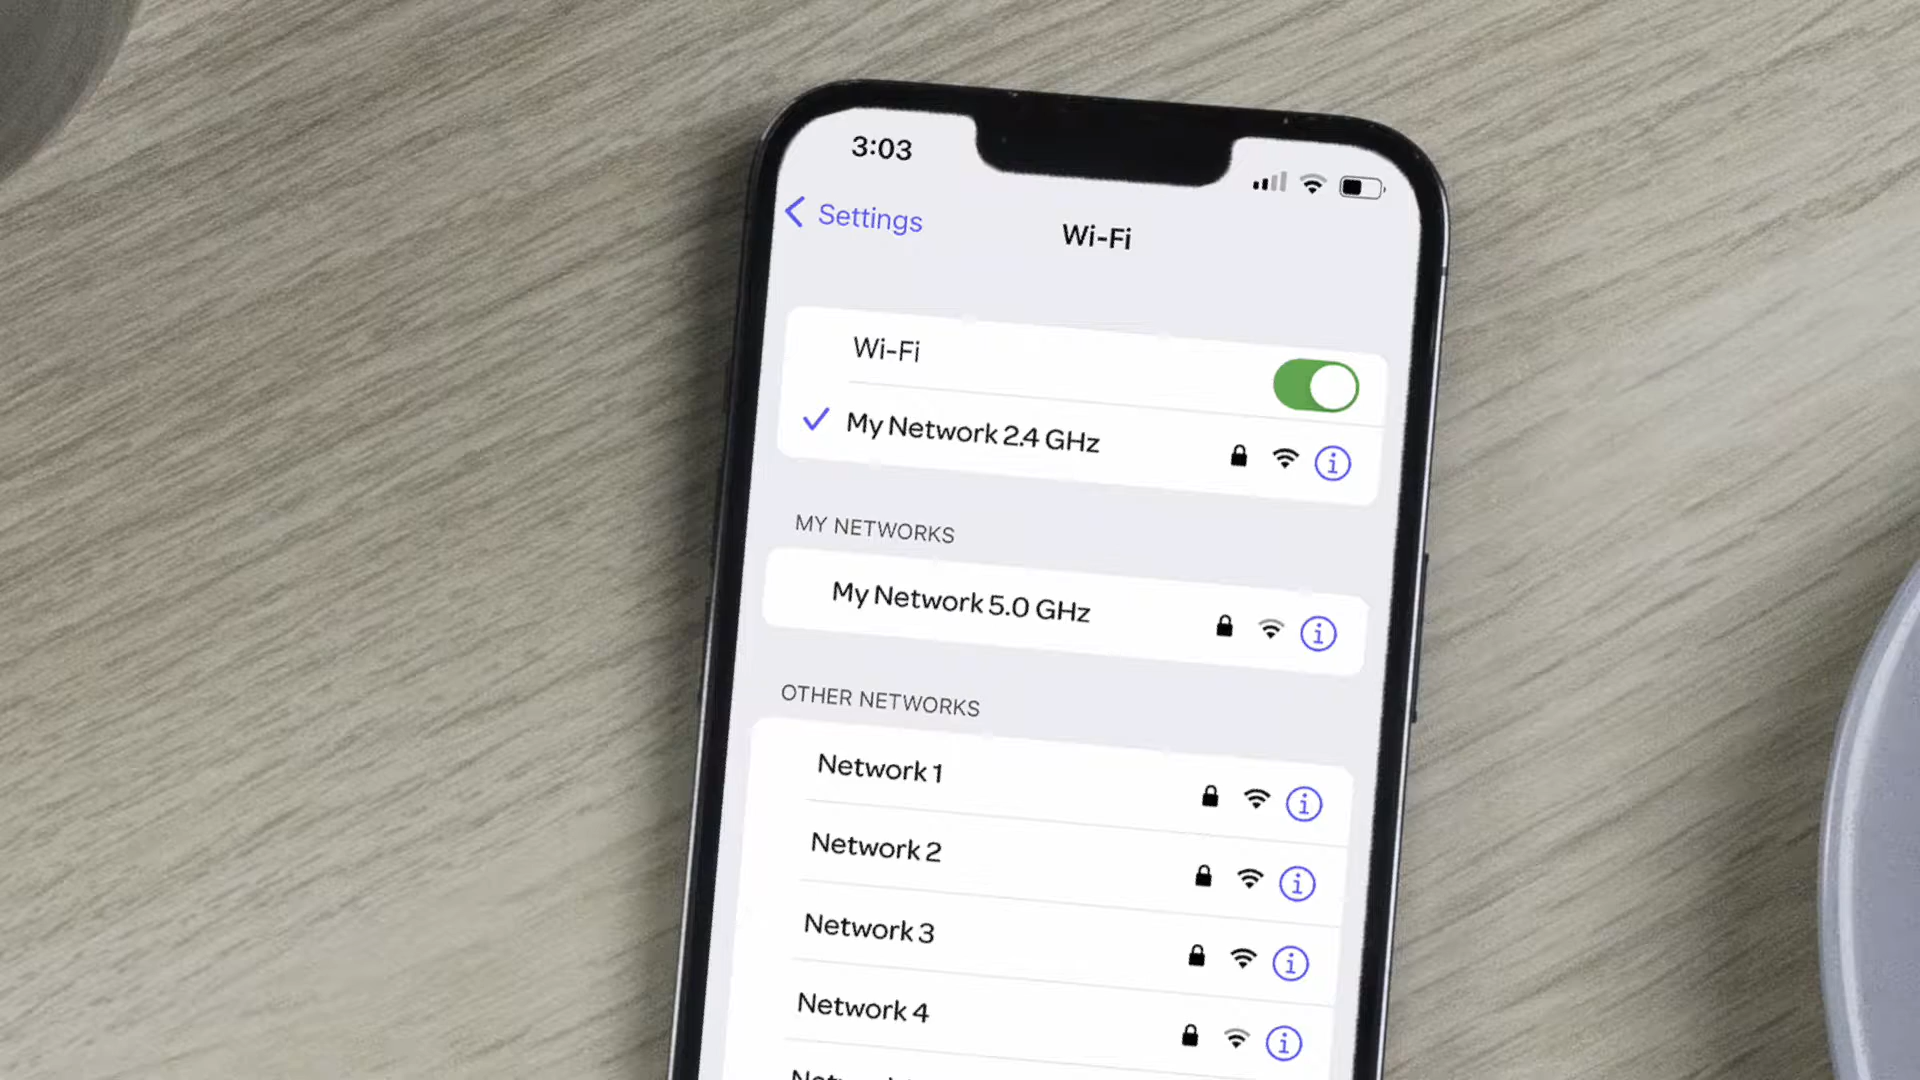 3:03
Settings
Wi-Fi
Wi-Fi
My Network 2.4 GHz
MY NETWORKS
My Network 5.0 GHz
OTHER NETWORKS
Network 1
Network 2
Network 3
Network 4